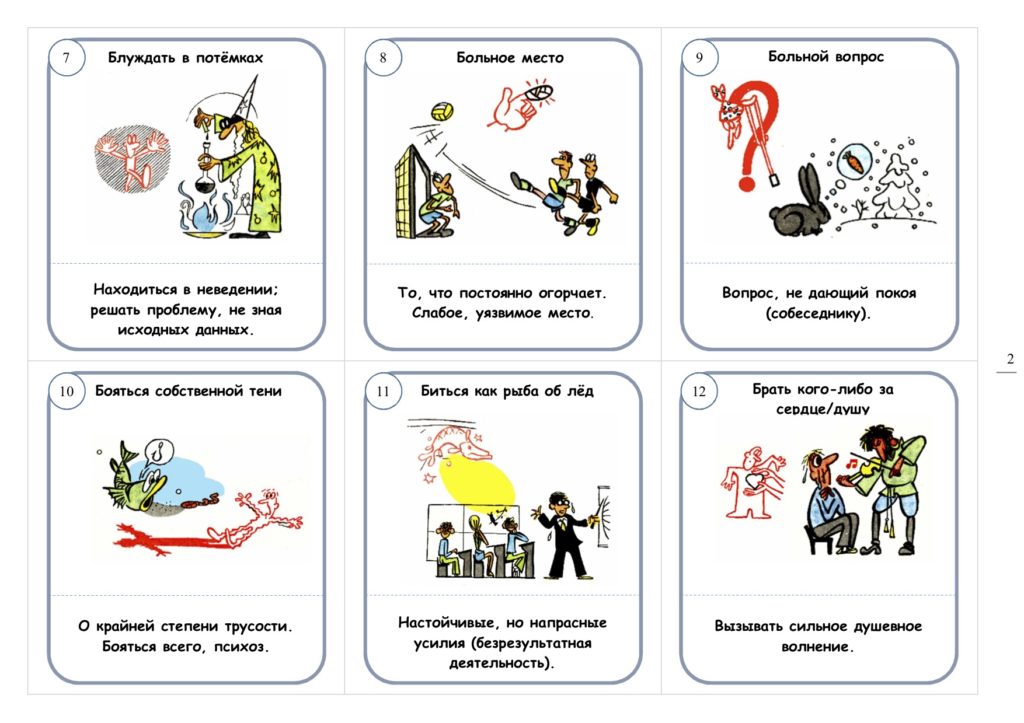 7
Блуждать в потёмках
Находиться в неведении;
решать проблему, не зная
исходных данных.
8
Больное место
То, что постоянно огорчает.
Слабое, уязвимое место.
9
Больной вопрос
Вопрос, не дающий покоя
(собеседнику).
2
10
Бояться собственной тени
О крайней степени трусости.
Бояться всего, психоз.
11
Биться как рыба об лёд
Настойчивые, но напрасные
усилия (безрезультатная
деятельность).
12
Брать кого-либо за
сердце/душу
Вызывать сильное душевное
волнение.